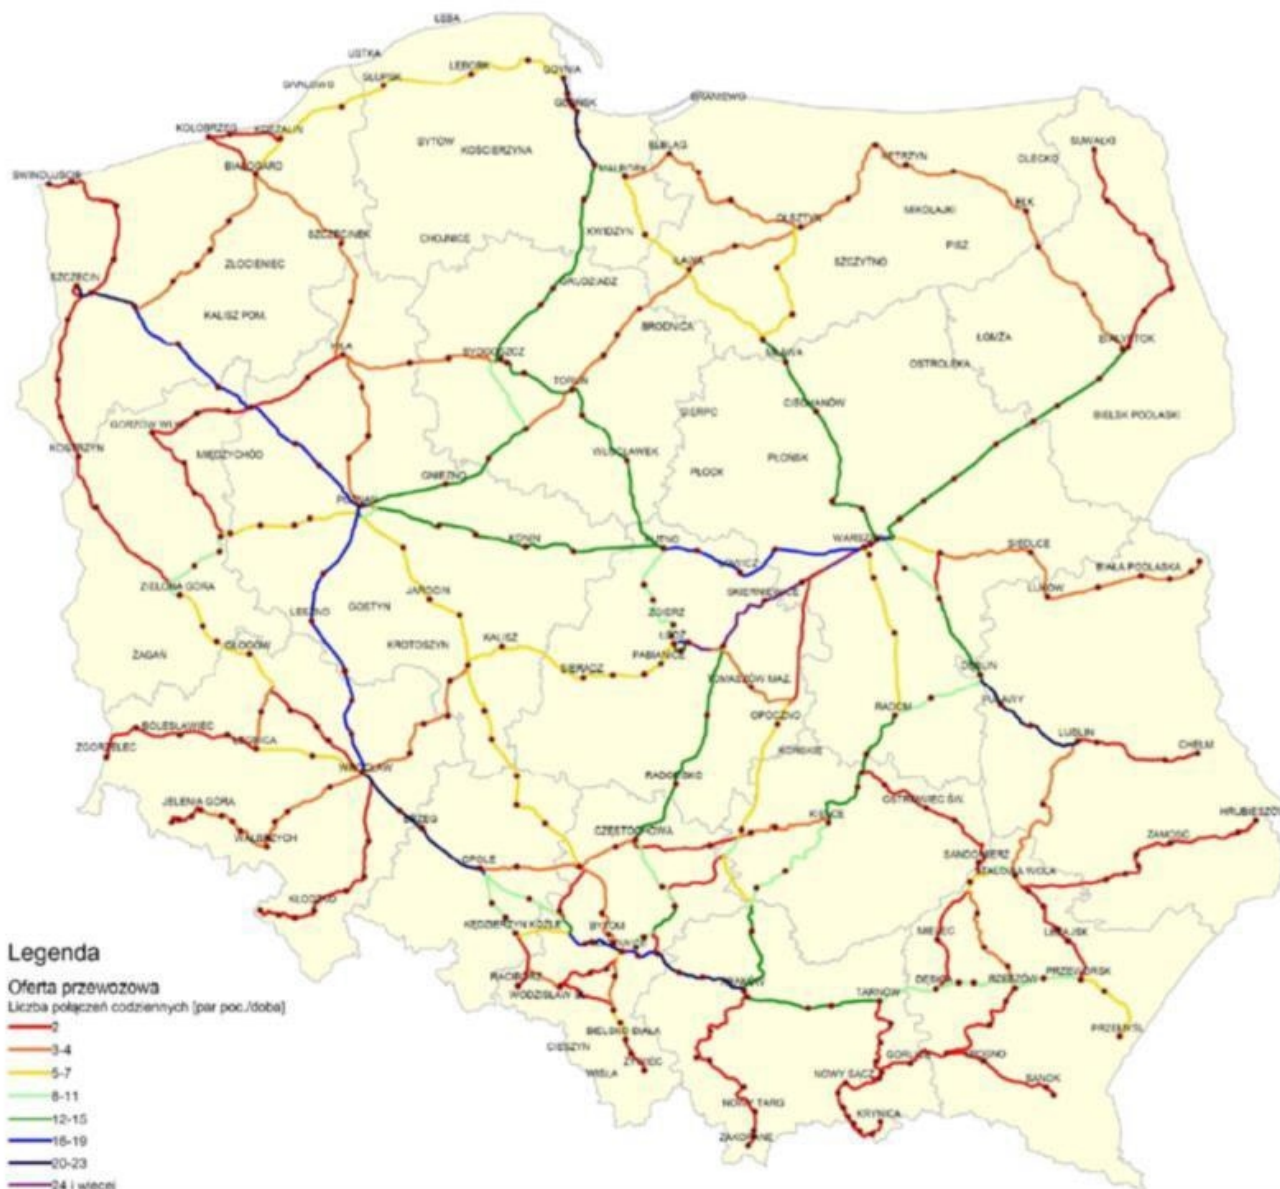 ŁEBA
USTKA
LĘBORK
GDYNIA
DARŁOWO
SŁUPSK
GDAŃSK
BRANIEWO
KOŁOBRZEG
KOSZALIN
BYTÓW
KOŚCIERZYNA
ELBLĄG
KĘTRZYN
OLECKO
SUWAŁKI
ŚWINOUJŚCIE
BIAŁOGARD
MALBORK
EŁK
MIKOŁAJKI
OLSZTYN
SZCZECINEK
CHOJNICE
KWIDZYN
PISZ
SZCZYTNO
IŁAWA
ZŁOCIENIEC
SZCZECIN
GRUDZIĄDZ
KALISZ POM.
BRODNICA
ŁOMŻA
BIAŁYSTOK
PIŁA
BYDGOSZCZ
MŁAWA
OSTROŁĘKA
TORUŃ
CIECHANÓW
SIERPC
BIELSK PODLASKI
GORZÓW WLKP
KOSTRZYN
MIĘDZYCHÓD
WŁOCŁAWEK
PŁOŃSK
PŁOCK
GNIEZNO
POZNAŃ
KONIN
KUTNO
WARSZ
SIEDLCE
ŁOWICZ
BIAŁA PODLASKA
ZIELONA GÓRA
JAROCIN
SKIERNIEWICE
ŁUKÓW
LESZNO
GOSTYŃ
ZGIERZ
ŁÓDŹ
KROTOSZYN
KALISZ
PABIANICE
ŻAGAŃ
GŁOGÓW
SIERADZ
TOMASZÓW MAZ.
DĘBLIN
PUŁAWY
RADOM
OPOCZNO
BOLESŁAWIEC
LEGNICA
ZGORZELEC
KOŃSKIE
LUBLIN
CHEŁM
WROCŁAW
RADOMSKO
JELENIA GÓRA
OSTROWIEC ŚW.
HRUBIESZÓW
BRZEG
WAŁBRZYCH
CZĘSTOCHOWA
KIELCE
ZAMOŚĆ
SANDOMIERZ
OPOLE
STALOWA WOLA
KŁODZKO
KĘDZIERZYN KOŹLE
BYTOM
MIELEC
LEŻAJSK
RACIBÓRZ
WODZISŁAW ŚL
KRAKÓW
TARNÓW
DĘBICA
RZESZÓW
PRZEWORSK
BIELSKO BIAŁA
CIESZYN
PRZEMYŚL
ŻYWIEC
WISŁA
GORLICE
KROSNO
NOWY SĄCZ
SANOK
NOWY TARG
KRYNICA
ZAKOPANE
Legenda
Oferta przewozowa
Liczba połączeń codziennych [par poc./doba]
2
3-4
5-7
8-11
12-15
16-19
20-23
24 i więcej